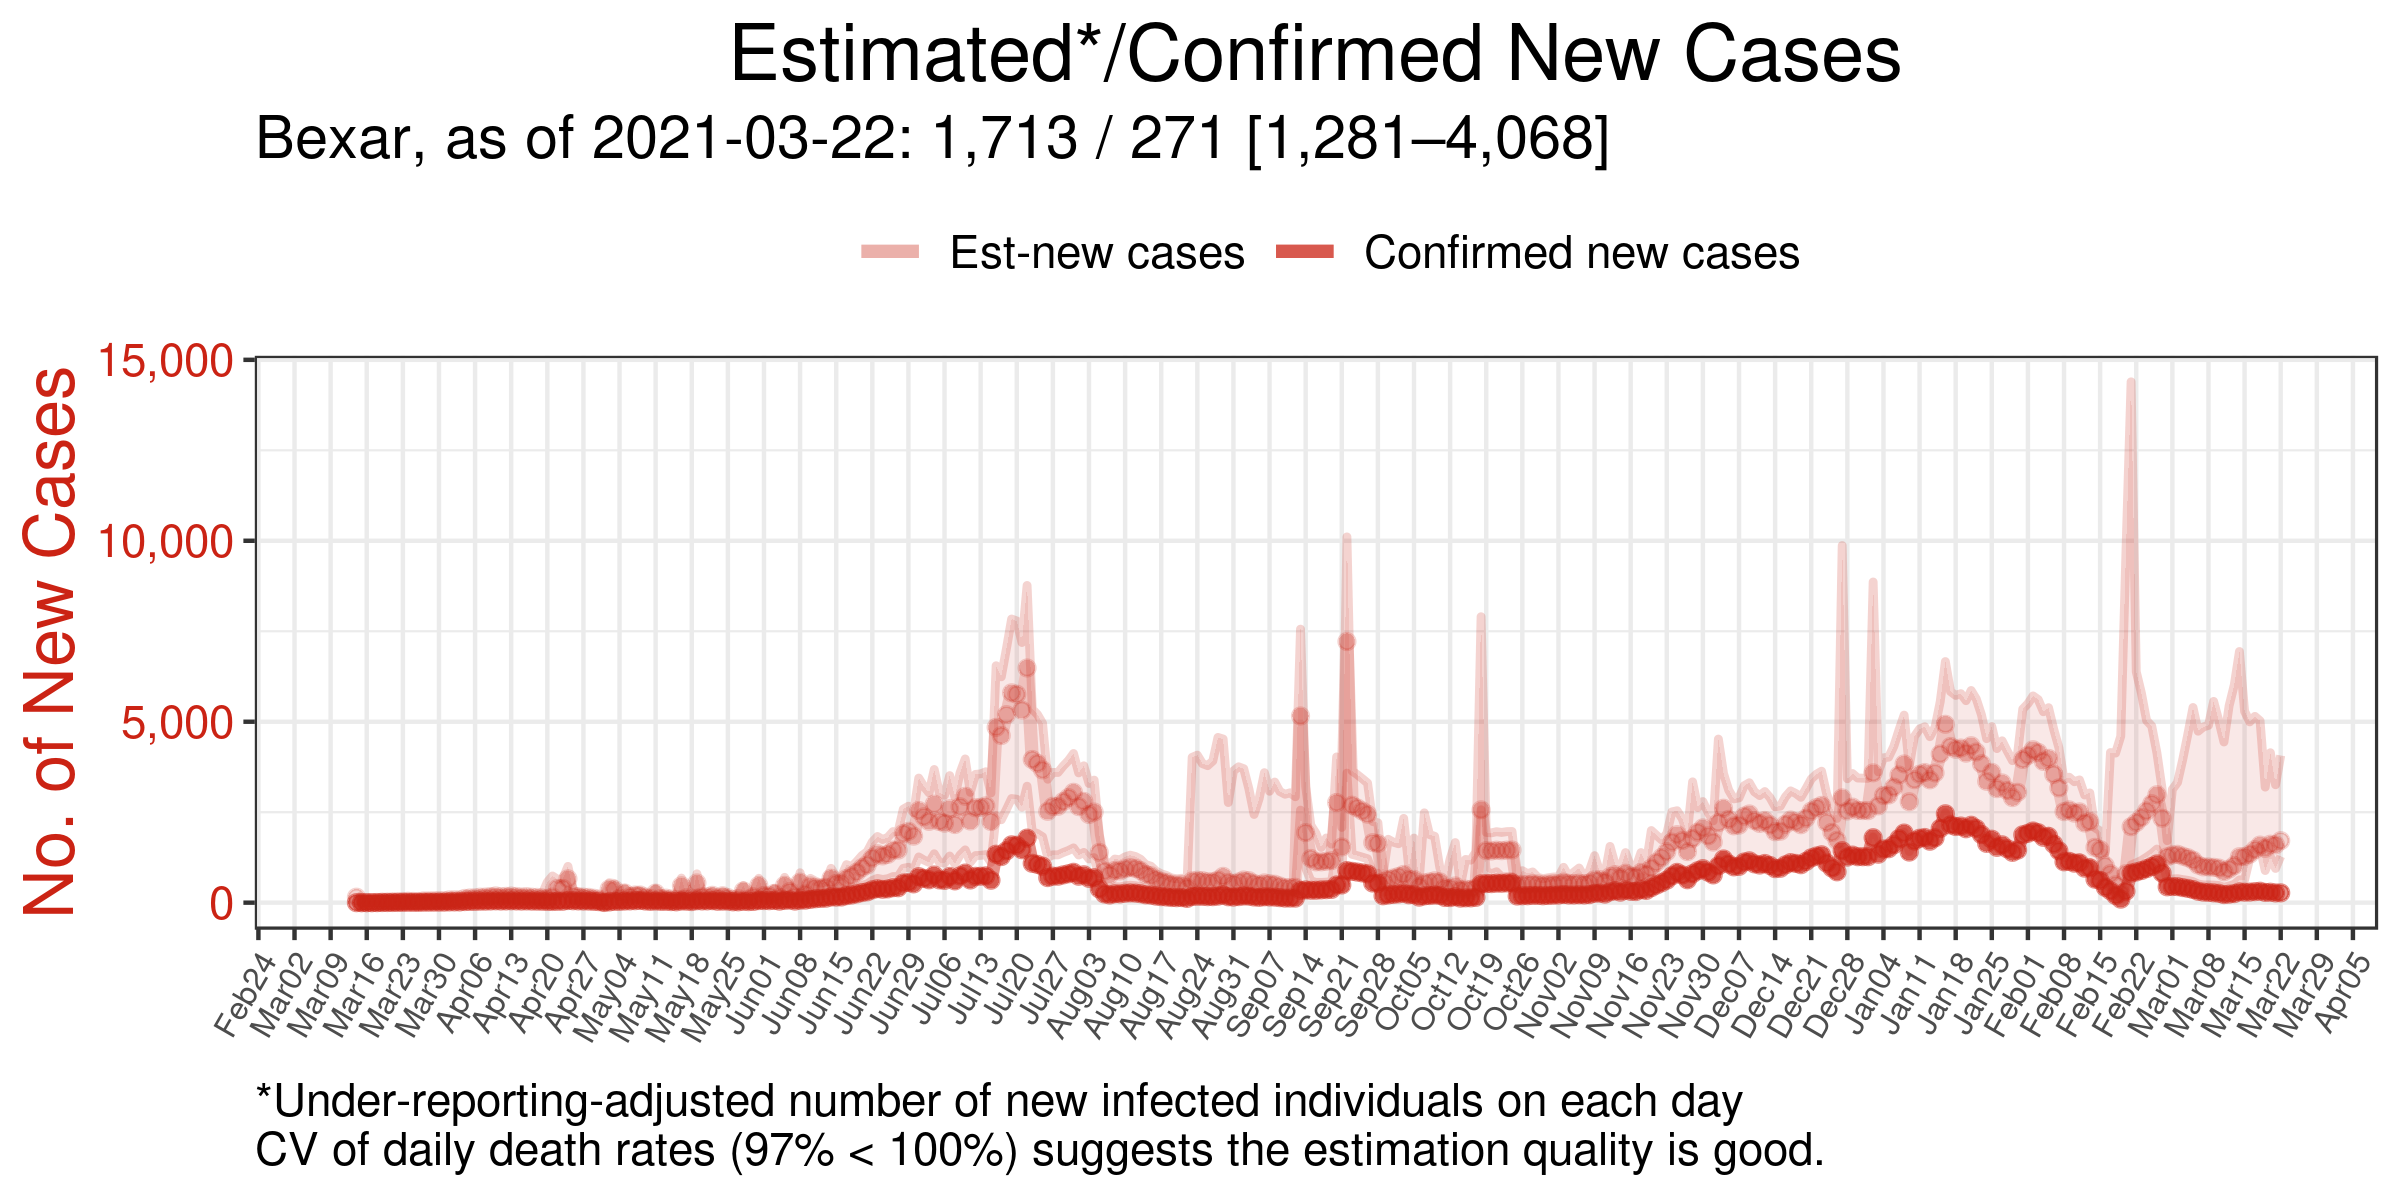 Estimated*/Confirmed New Cases
Bexar, as of 2021-03-22: 1,713 / 271 [1,281–4,068]
Est-new cases
Confirmed new cases
No. of New Cases
15,000
10,000
5,000
0
Feb24
Mar02
Mar09
Mar16
Mar23
Mar30
Apr06
Apr13
Apr20
Apr27
May04
May11
May18
May25
Jun01
Jun08
Jun15
Jun22
Jun29
Jul06
Jul13
Jul20
Jul27
Aug03
Aug10
Aug17
Aug24
Aug31
Sep07
Sep14
Sep21
Sep28
Oct05
Oct12
Oct19
Oct26
Nov02
Nov09
Nov16
Nov23
Nov30
Dec07
Dec14
Dec21
Dec28
Jan04
Jan11
Jan18
Jan25
Feb01
Feb08
Feb15
Feb22
Mar01
Mar08
Mar15
Mar22
Mar29
Apr05
*Under-reporting-adjusted number of new infected individuals on each day
CV of daily death rates (97% < 100%) suggests the estimation quality is good.